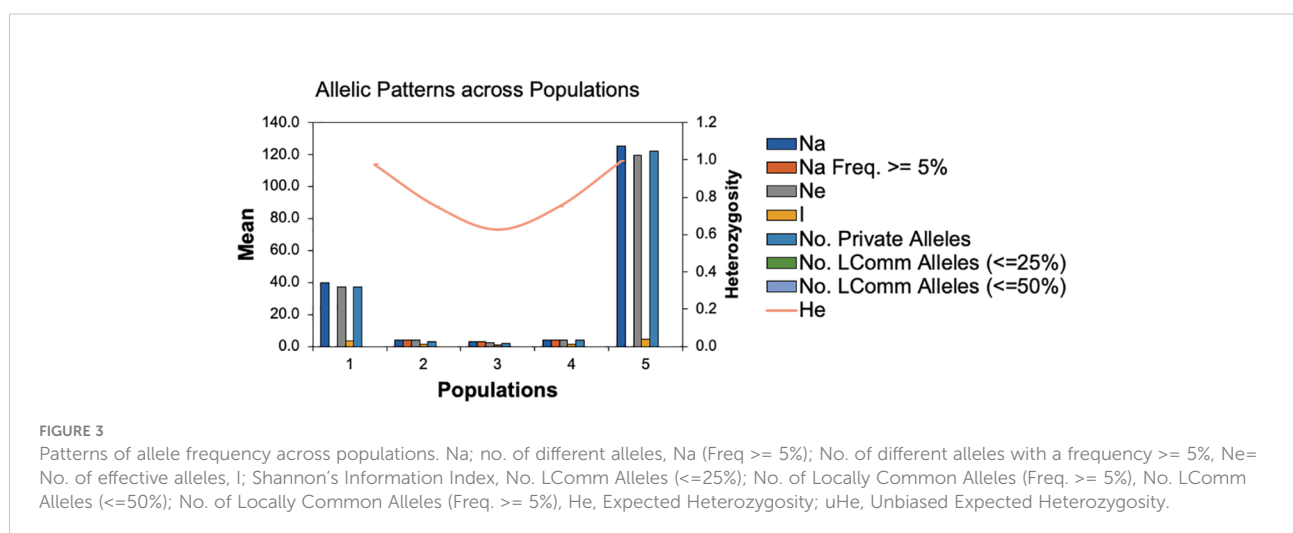 Allelic Patterns across Populations
140.0
120.0
100.0
80.0
60.0
40.0
20.0
0.0
Mean
1.2
1.0
0.8
0.6
0.4
0.2
0.0
Heterozygosity
1 2 3 4 5
Populations
Na
Na Freq. >= 5%
Ne
I
No. Private Alleles
No. LComm Alleles (<=25%)
No. LComm Alleles (<=50%)
He
FIGURE 3
Patterns of allele frequency across populations. Na; no. of different alleles, Na (Freq >= 5%); No. of different alleles with a frequency >= 5%, Ne=
No. of effective alleles, I; Shannon's Information Index, No. LComm Alleles (<=25%); No. of Locally Common Alleles (Freq. >= 5%), No. LComm
Alleles (<=50%); No. of Locally Common Alleles (Freq. >= 5%), He, Expected Heterozygosity; uHe, Unbiased Expected Heterozygosity.